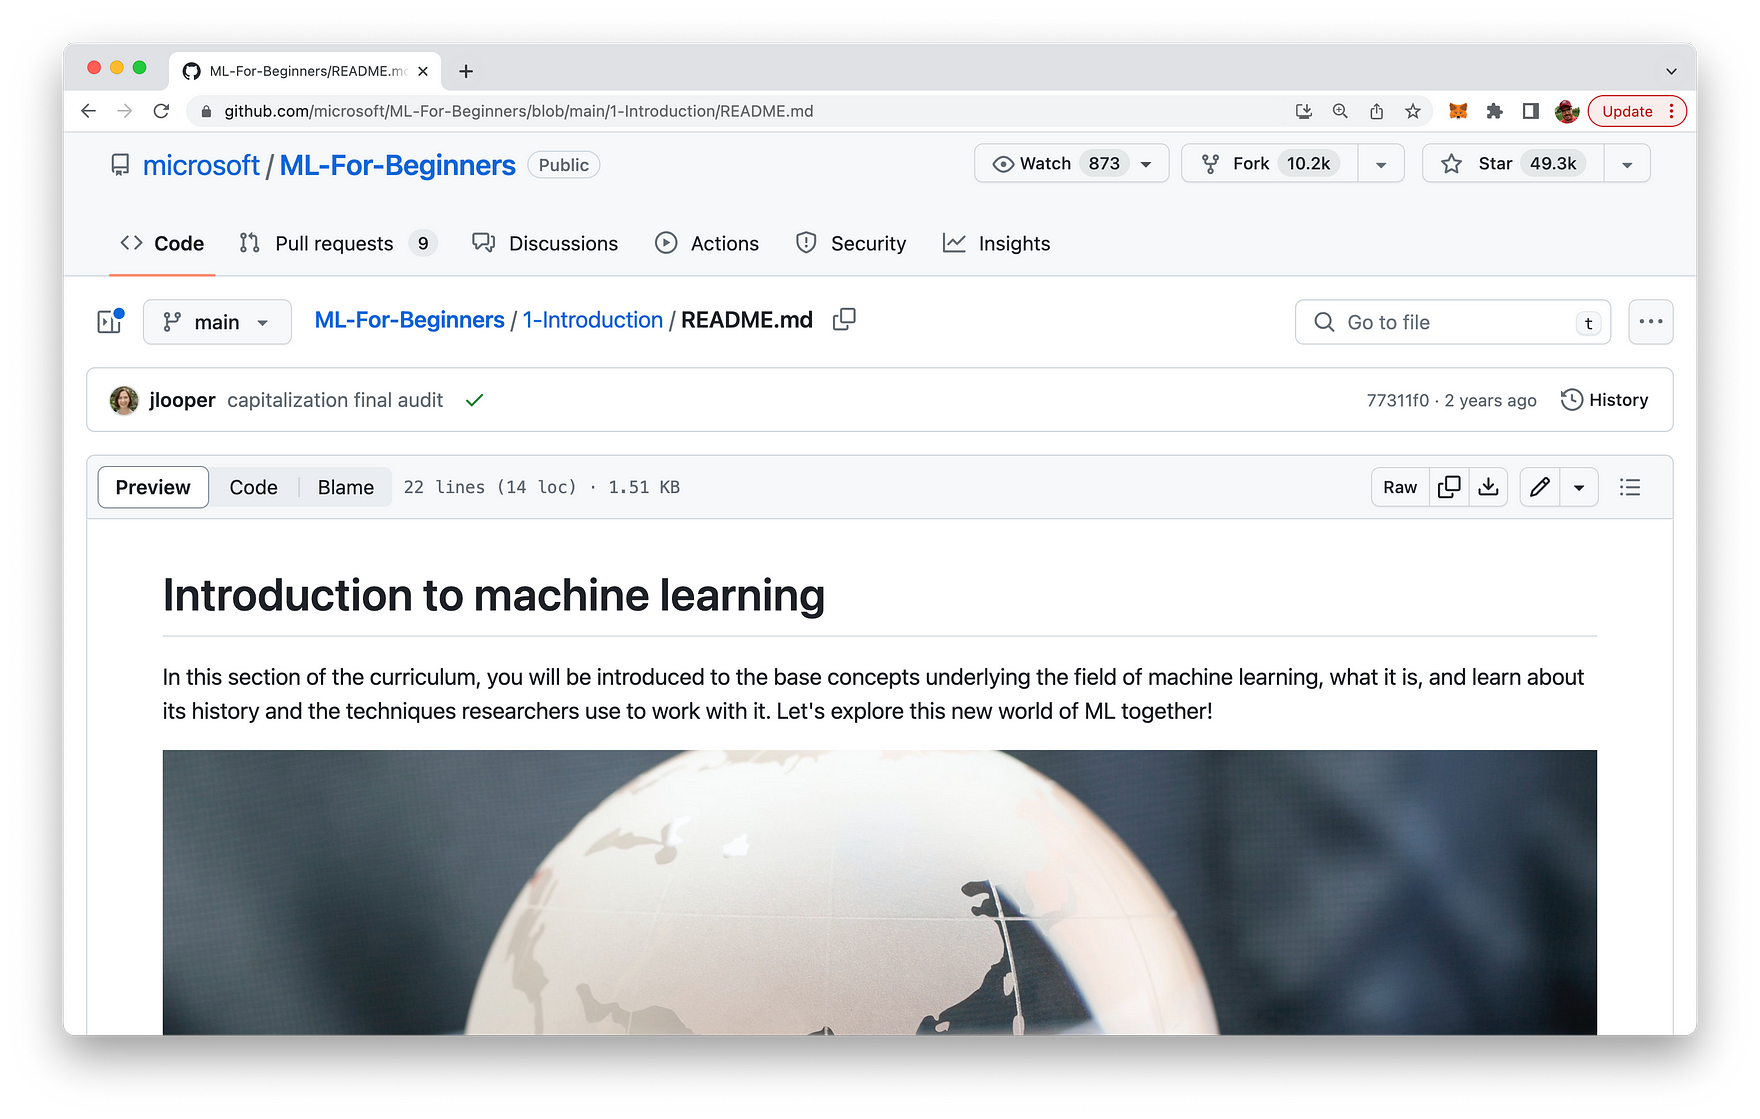 ML-For-Beginners/README.m
github.com/microsoft/ML-For-Beginners/blob/main/1-Introduction/README.md
Update
microsoft / ML-For-Beginners Public
Watch 873 Fork 10.2k Star 49.3k
Code Pull requests 9 Discussions Actions Security Insights
main ML-For-Beginners / 1-Introduction / README.md Go to file t
jlooper capitalization final audit 77311f0 · 2 years ago History
Preview Code Blame 22 lines (14 loc) · 1.51 KB Raw
Introduction to machine learning
In this section of the curriculum, you will be introduced to the base concepts underlying the field of machine learning, what it is, and learn about
its history and the techniques researchers use to work with it. Let's explore this new world of ML together!